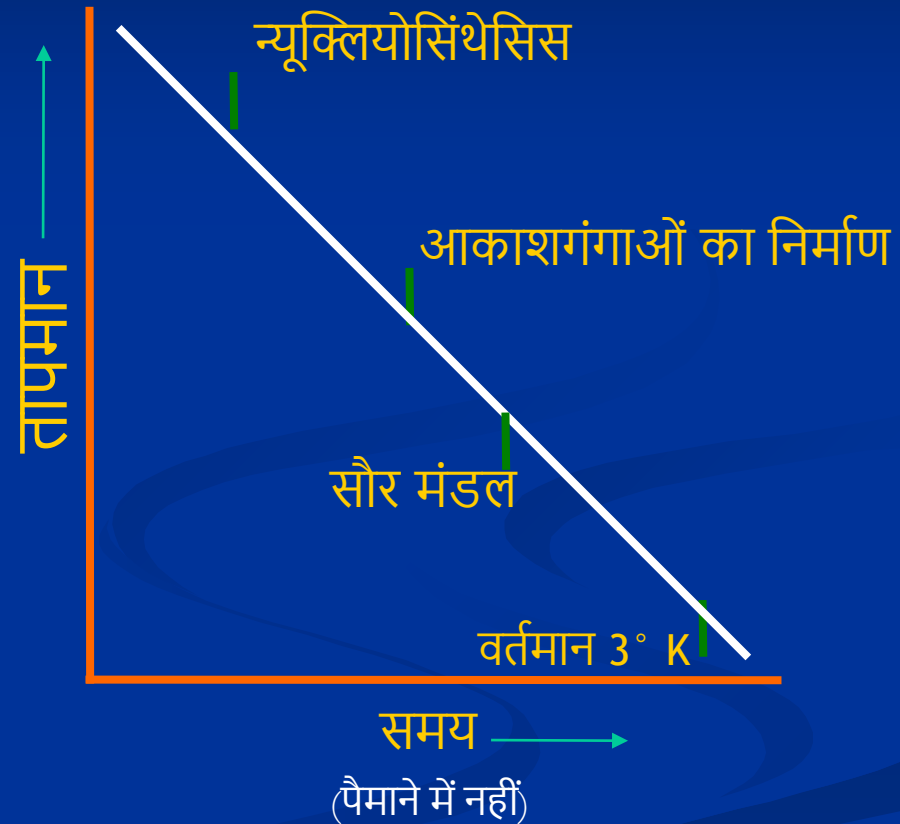 न्यूक्लियोसिंथेसिस
आकाशगंगाओं का निर्माण
तापमान
सौर मंडल
वर्तमान 3° K
समय
(पैमाने में नहीं)